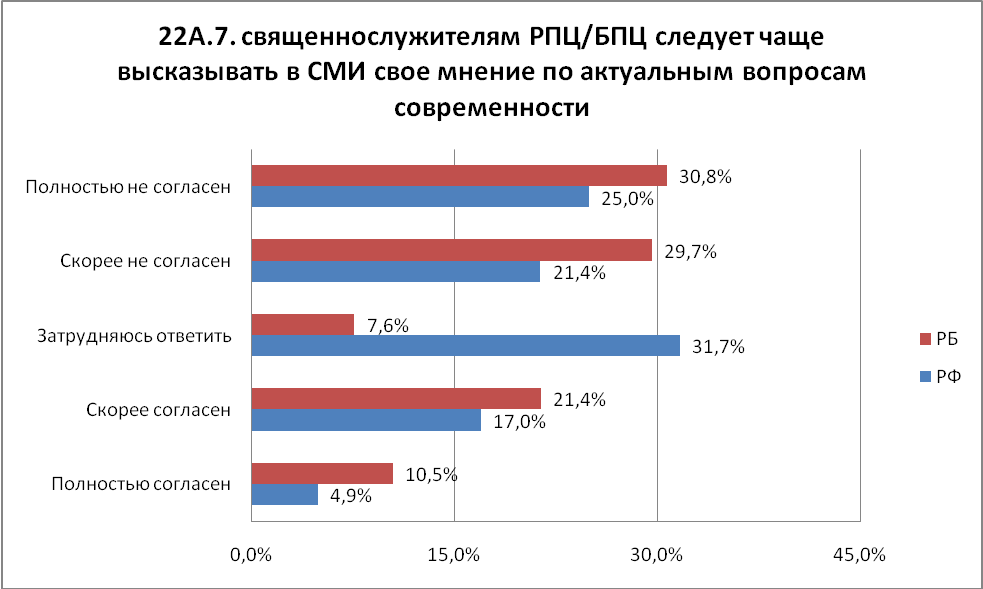 22А.7. священнослужителям РПЦ/БПЦ следует чаще
высказывать в СМИ свое мнение по актуальным вопросам
современности
Полностью не согласен
30,8%
25,0%
Скорее не согласен
29,7%
21,4%
Затрудняюсь ответить
7,6%
31,7%
Скорее согласен
21,4%
17,0%
Полностью согласен
10,5%
4,9%
РБ
РФ
0,0% 15,0% 30,0% 45,0%